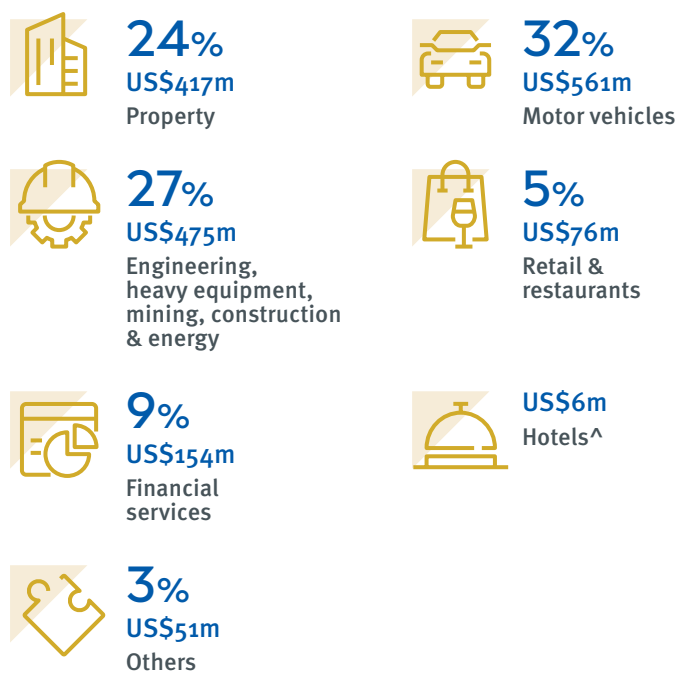 24%
US$417m
Property
32%
US$561m
Motor vehicles
27%
US$475m
Engineering,
heavy equipment,
mining, construction
& energy
5%
US$76m
Retail &
restaurants
9%
US$154m
Financial
services
US$6m
Hotels^
3%
US$51m
Others